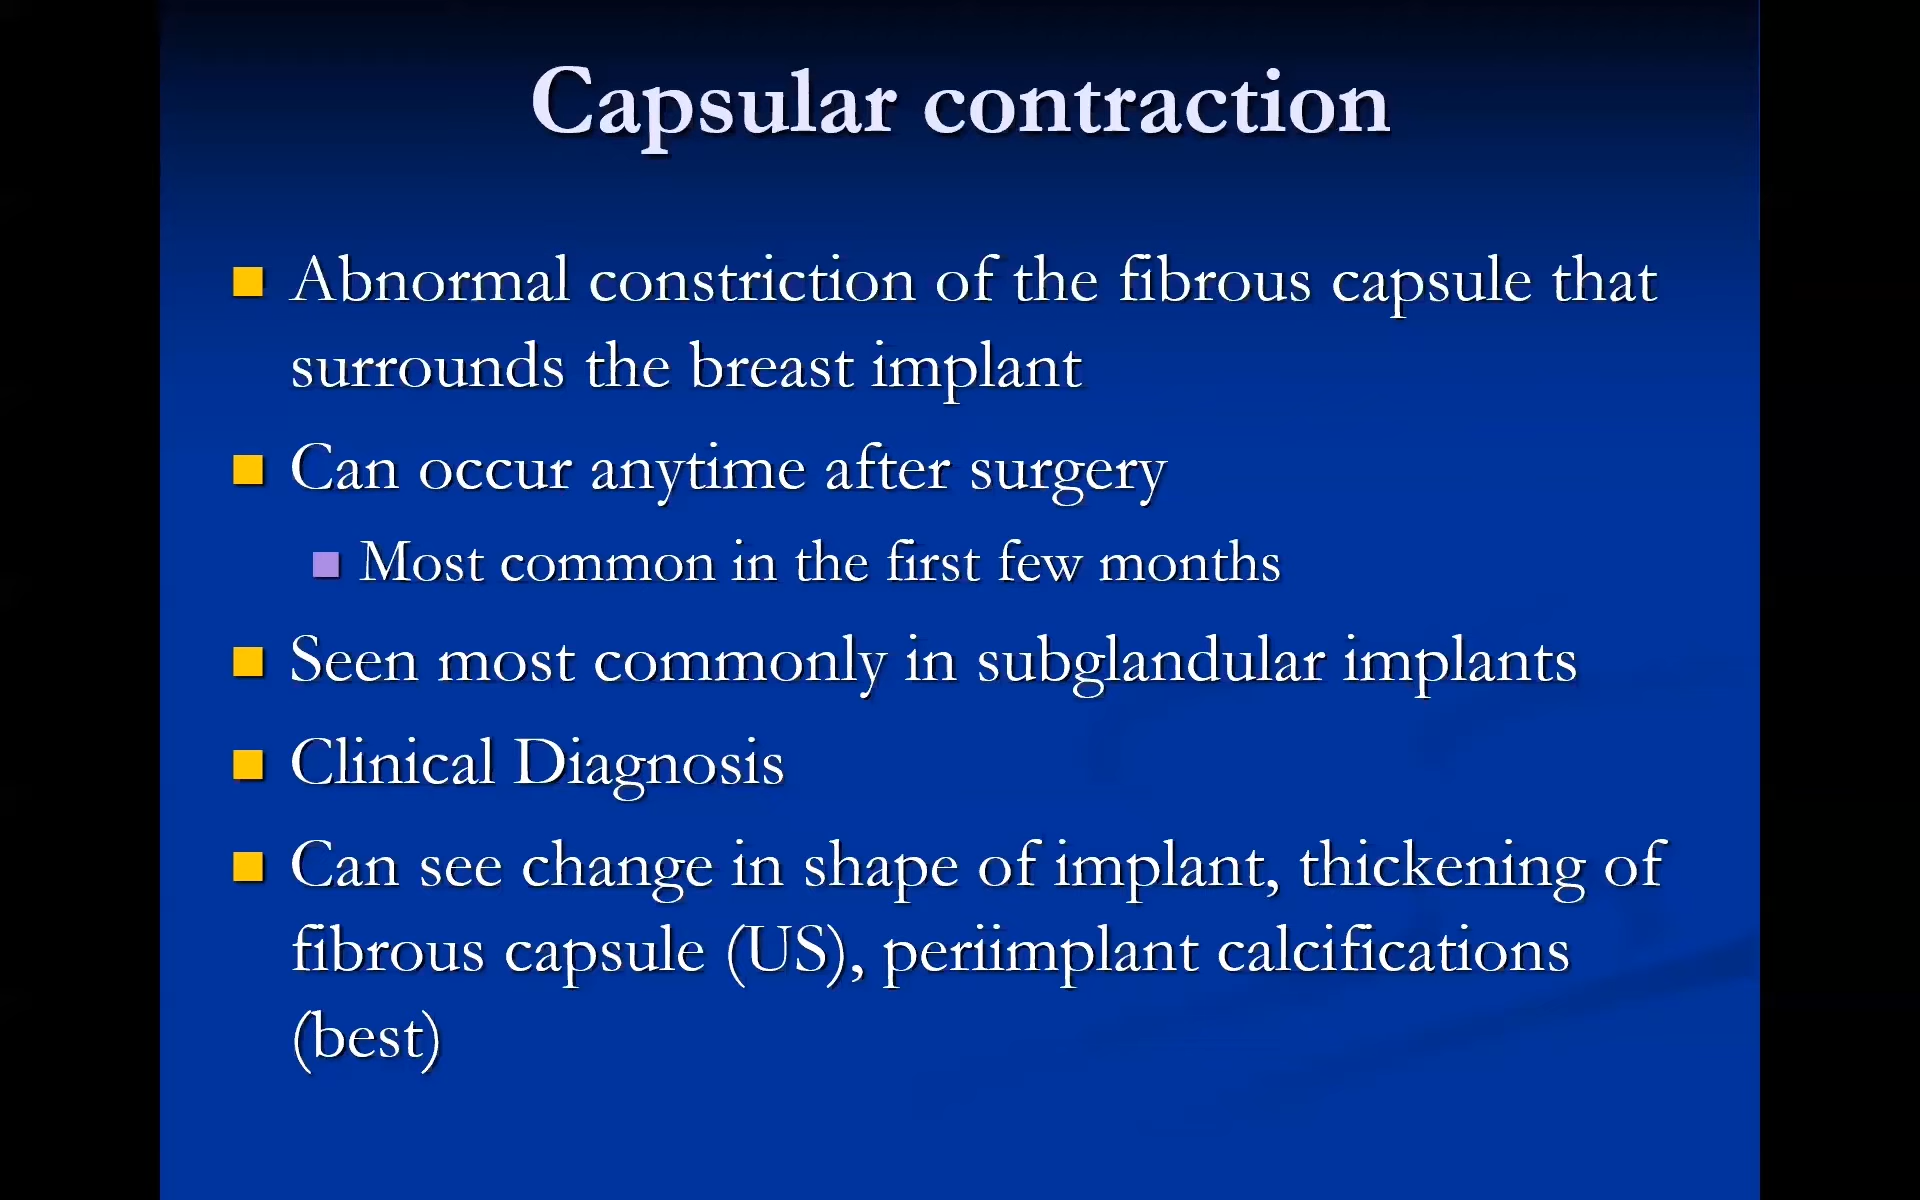 Capsular contraction
Abnormal constriction of the fibrous capsule that
surrounds the breast implant
Can occur anytime after surgery
Most common in the first few months
Seen most commonly in subglandular implants
Clinical Diagnosis
Can see change in shape of implant, thickening of
fibrous capsule (US), periimplant calcifications
(best)